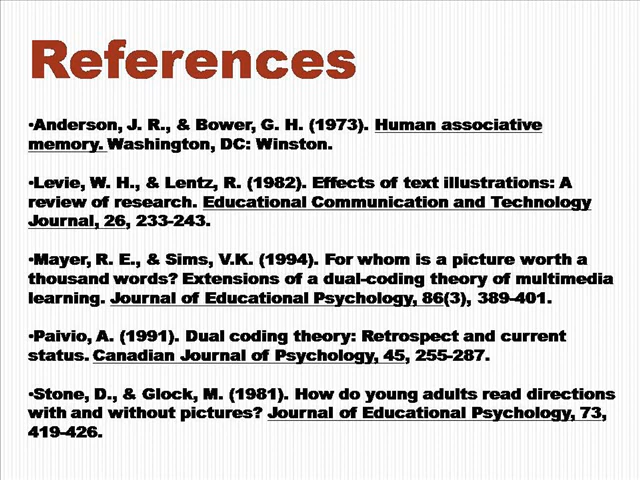 References
•Anderson, J. R., & Bower, G. H. (1973). Human associative
memory. Washington, DC: Winston.
•Levie, W. H., & Lentz, R. (1982). Effects of text illustrations: A
review of research. Educational Communication and Technology
Journal, 26, 233-243.
•Mayer, R. E., & Sims, V.K. (1994). For whom is a picture worth a
thousand words? Extensions of a dual-coding theory of multimedia
learning. Journal of Educational Psychology, 86(3), 389-401.
•Paivio, A. (1991). Dual coding theory: Retrospect and current
status. Canadian Journal of Psychology, 45, 255-287.
•Stone, D., & Glock, M. (1981). How do young adults read directions
with and without pictures? Journal of Educational Psychology, 73,
419-426.